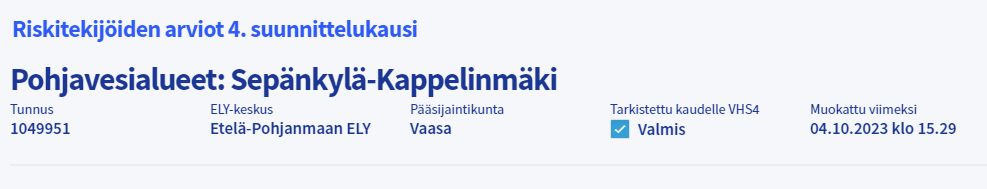 Riskitekijöiden arviot 4. suunnittelukausi
Pohjavesialueet: Sepänkylä-Kappelinmäki
Tunnus ELY-keskus Pääsijaintikunta Tarkistettu kaudelle VHS4 Muokattu viimeksi
1049951 Etelä-Pohjanmaan ELY Vaasa Valmis 04.10.2023 klo 15.29